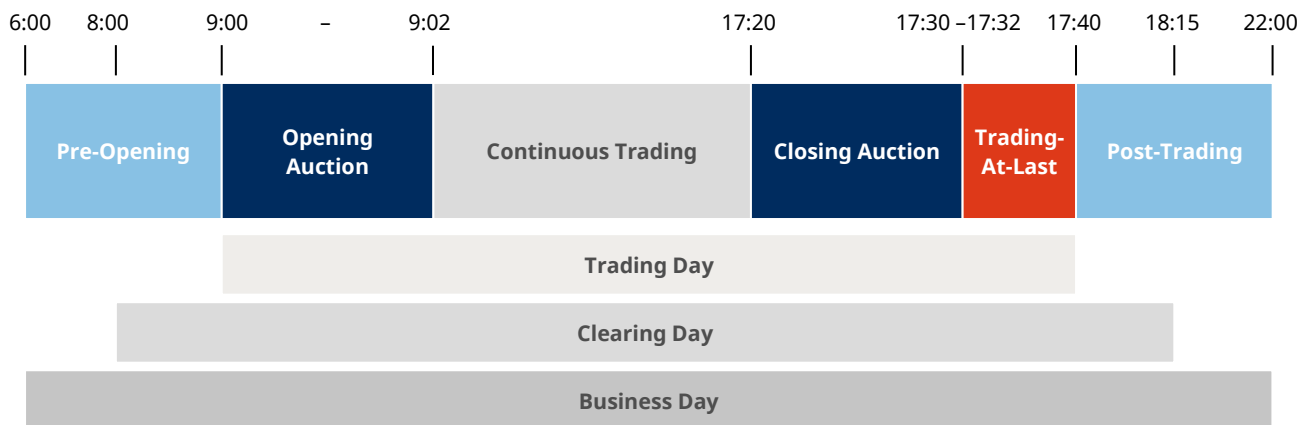 6:00 8:00 9:00 – 9:02 17:20 17:30 –17:32 17:40 18:15 22:00
Pre-Opening
Opening
Auction
Continuous Trading
Closing Auction
Trading-
At-Last
Post-Trading
Trading Day
Clearing Day
Business Day